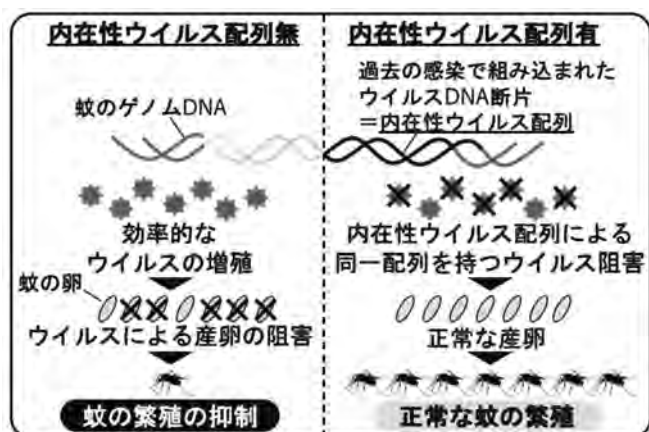 内在性ウイルス配列無
蚊のゲノムDNA
効率的な
ウイルスの増殖
蚊の卵
ウイルスによる産卵の阻害
蚊の繁殖の抑制
内在性ウイルス配列有
過去の感染で組み込まれた
ウイルスDNA断片
=内在性ウイルス配列
内在性ウイルス配列による
同一配列を持つウイルス阻害
正常な産卵
正常な蚊の繁殖